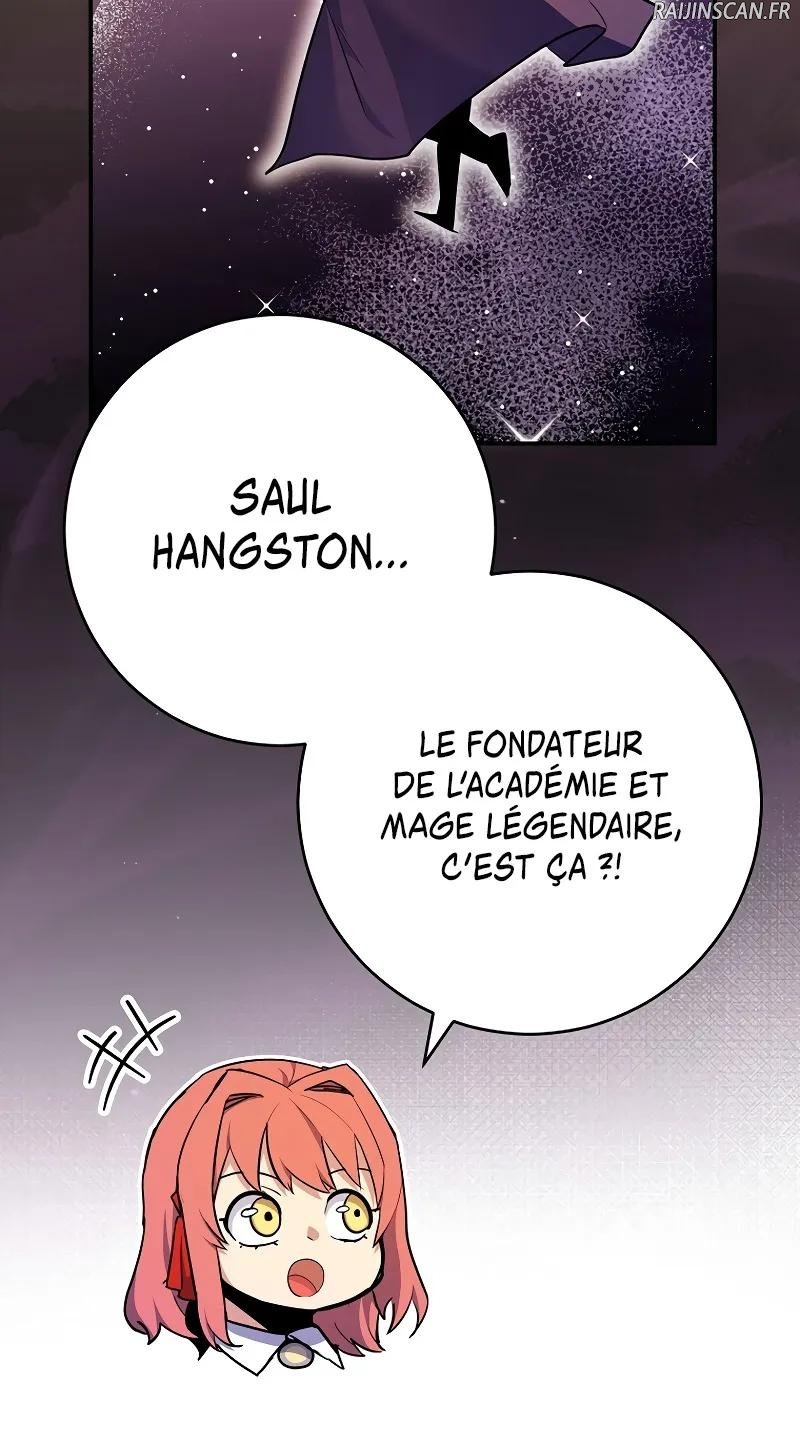 RAIJINSCAN.FR
SAUL
HANGSTON...
LE FONDATEUR
DE L'ACADÉMIE ET
MAGE LÉGENDAIRE,
C'EST ÇA ?!